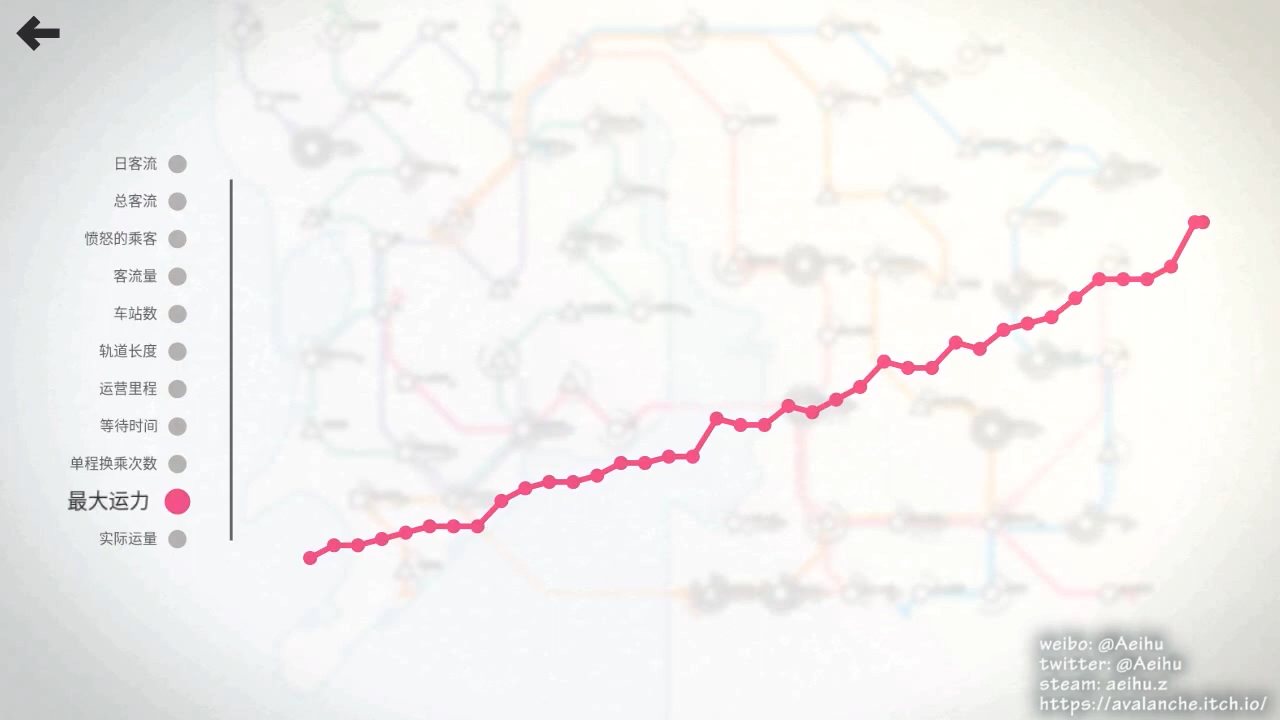 日客流
总客流
愤怒的乘客
客流量
车站数
轨道长度
运营里程
等待时间
单程换乘次数
最大运力
实际运量
weibo: @Aeihu
twitter: @Aeihu
steam: aeihu.z
https://avalanche.itch.io/